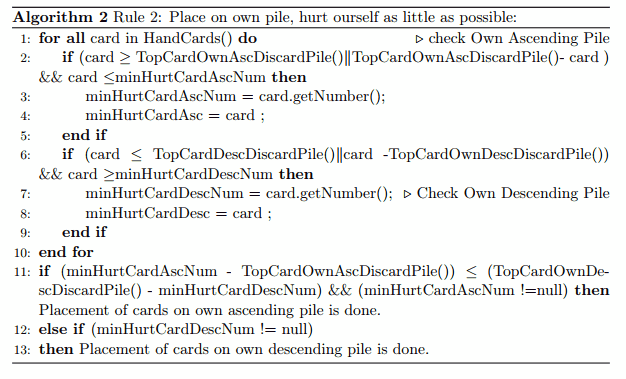 Algorithm 2 Rule 2: Place on own pile, hurt ourself as little as possible:
1: for all card in HandCards() do ▷ check Own Ascending Pile
2: if (card ≥ TopCardOwnAscDiscardPile()||TopCardOwnAscDiscardPile()- card )
&& card ≤minHurtCardAscNum then
3: minHurtCardAscNum = card.getNumber();
4: minHurtCardAsc = card ;
5: end if
6: if (card ≤ TopCardDescDiscardPile()||card -TopCardOwnDescDiscardPile())
&& card ≥minHurtCardDescNum then
7: minHurtCardDescNum = card.getNumber(); ▷ Check Own Descending Pile
8: minHurtCardDesc = card ;
9: end if
10: end for
11: if (minHurtCardAscNum - TopCardOwnAscDiscardPile()) ≤ (TopCardOwnDe-
scDiscardPile() - minHurtCardDescNum) && (minHurtCardAscNum !=null) then
Placement of cards on own ascending pile is done.
12: else if (minHurtCardDescNum != null)
13: then Placement of cards on own descending pile is done.